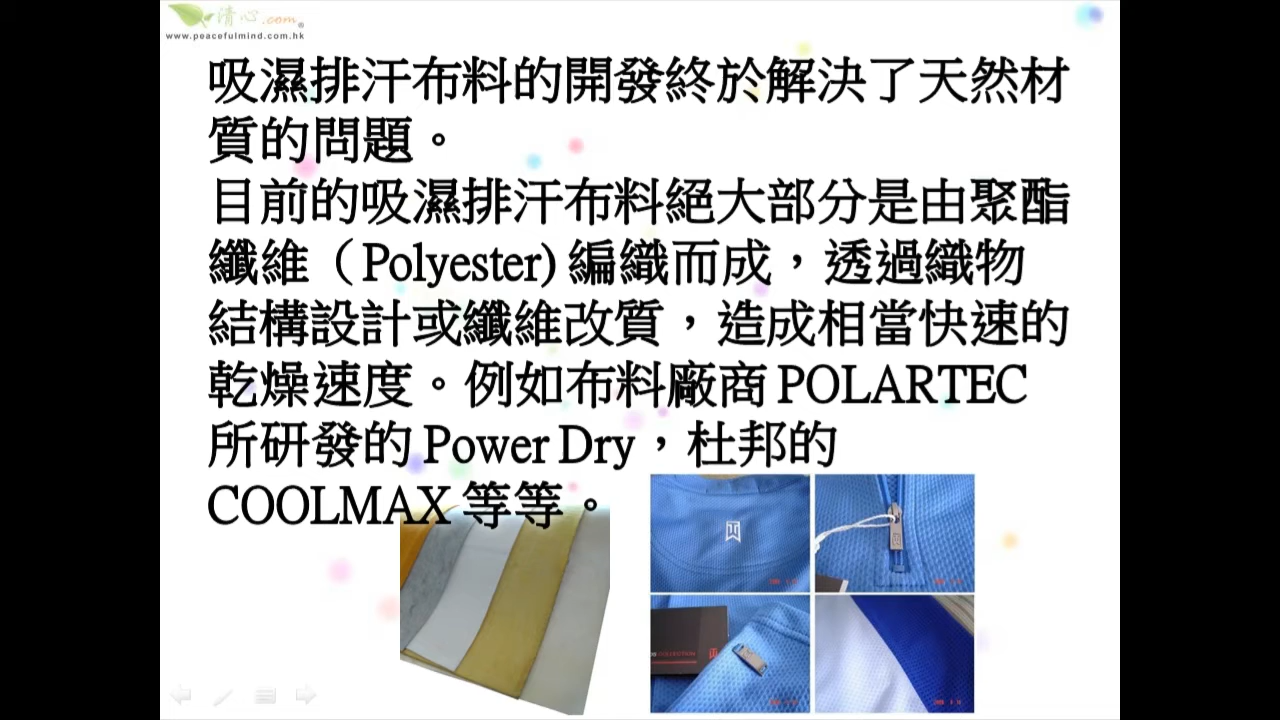 清心.com®
www.peacefulmind.com.hk
吸濕排汗布料的開發終於解決了天然材
質的問題。
目前的吸濕排汗布料絕大部分是由聚酯
纖維（Polyester) 編織而成，透過織物
結構設計或纖維改質，造成相當快速的
乾燥速度。例如布料廠商 POLARTEC
所研發的 Power Dry，杜邦的
COOLMAX 等等。
COLLECTION